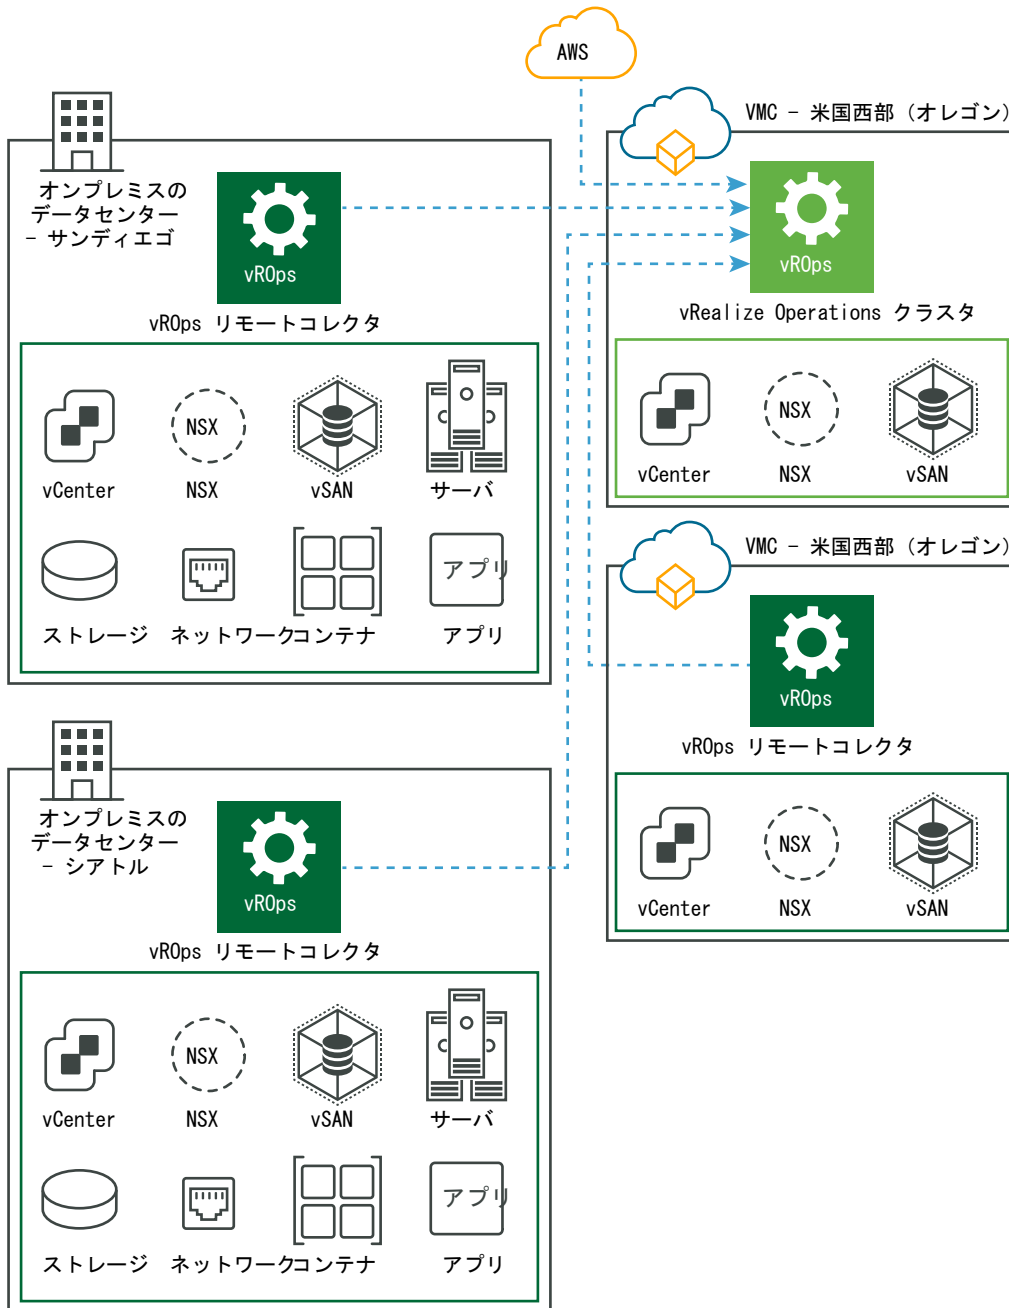 AWS
VMC - 米国西部（オレゴン）
オンプレミスの
データセンター
- サンディエゴ
vROps
vROps リモートコレクタ
vROps
vRealize Operations クラスタ
NSX
vCenter
NSX
vSAN
サーバ
アプリ
ストレージ
ネットワーク
コンテナ
アプリ
NSX
vCenter
NSX
vSAN
VMC - 米国西部（オレゴン）
vROps
vROps リモートコレクタ
NSX
vCenter
NSX
vSAN
オンプレミスの
データセンター
- シアトル
vROps
vROps リモートコレクタ
NSX
vCenter
NSX
vSAN
サーバ
アプリ
ストレージ
ネットワーク
コンテナ
アプリ